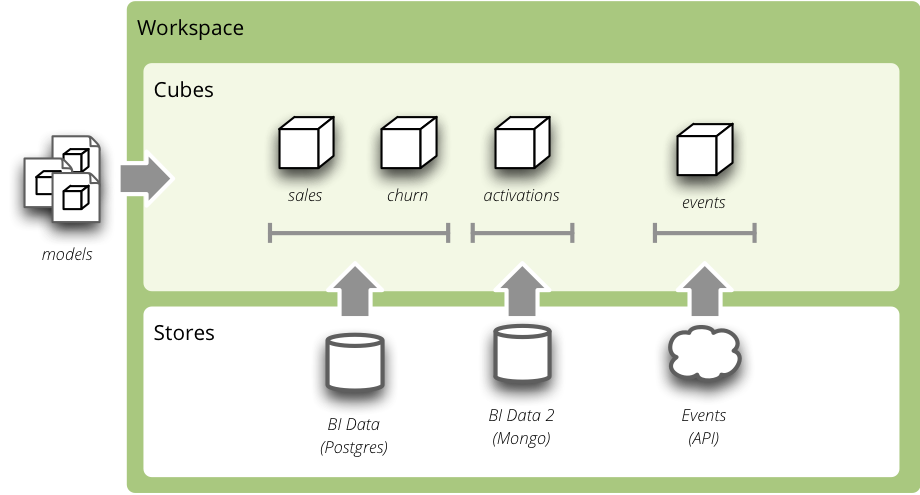 Workspace
Cubes
sales
churn
activations
events
models
Stores
BI Data
(Postgres)
BI Data 2
(Mongo)
Events
(API)